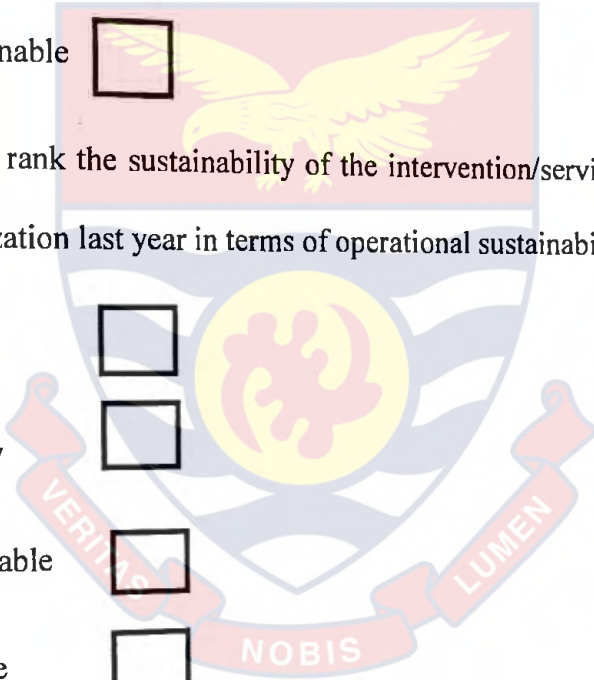 nable
rank the sustainability of the intervention/servi
zation last year in terms of operational sustainabi
y
able
e
VERITAS NOBIS LUMEN